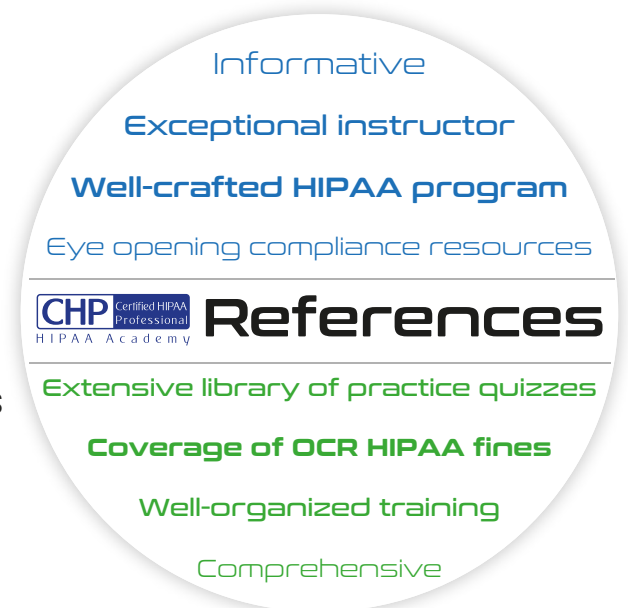 Informative
Exceptional instructor
Well-crafted HIPAA program
Eye opening compliance resources
CHP Certified HIPAA Professional
HIPAA Academy
References
Extensive library of practice quizzes
s
Coverage of OCR HIPAA fines
Well-organized training
Comprehensive